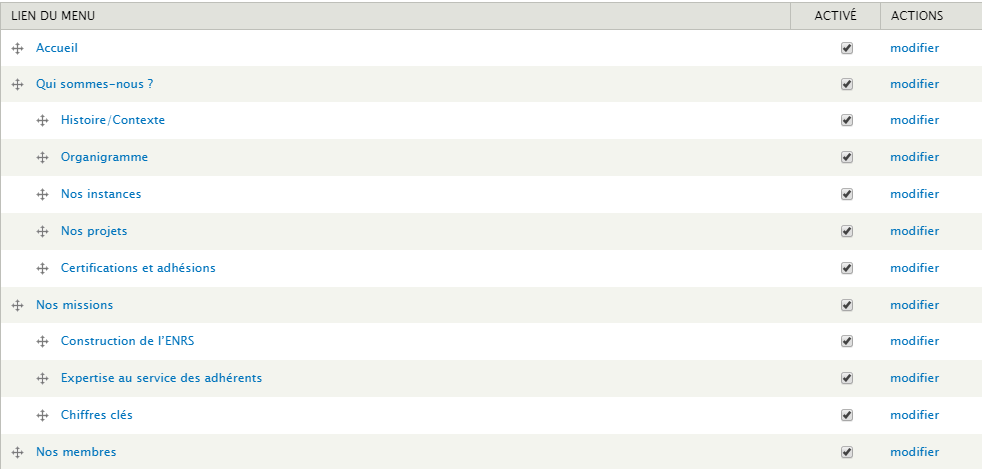 LIEN DU MENU ACTIVÉ ACTIONS
Accueil modifier
Qui sommes-nous ? modifier
Histoire/Contexte modifier
Organigramme modifier
Nos instances modifier
Nos projets modifier
Certifications et adhésions modifier
Nos missions modifier
Construction de l’ENRS modifier
Expertise au service des adhérents modifier
Chiffres clés modifier
Nos membres modifier